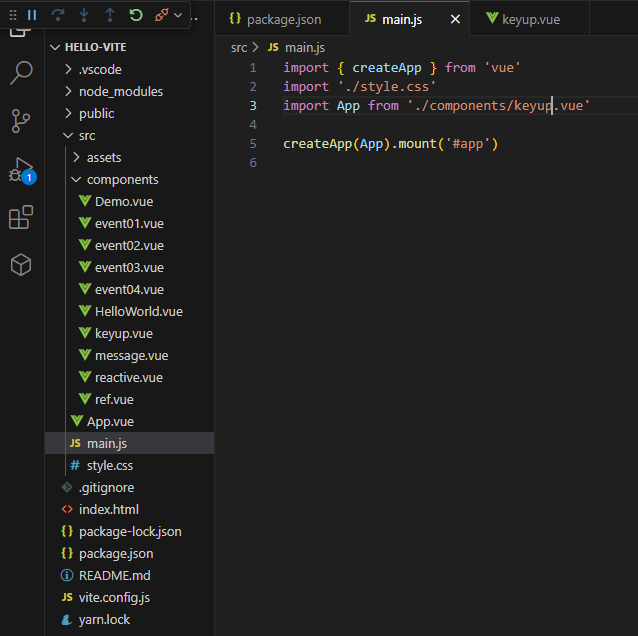 package.json
main.js
keyup.vue
HELLO-VITE
.vscode
node_modules
public
src
assets
components
Demo.vue
event01.vue
event02.vue
event03.vue
event04.vue
HelloWorld.vue
keyup.vue
message.vue
reactive.vue
ref.vue
App.vue
JS main.js
# style.css
.gitignore
<> index.html
{} package-lock.json
{} package.json
README.md
JS vite.config.js
yarn.lock
1
src > JS main.js
1 import { createApp } from 'vue'
2 import './style.css'
3 import App from './components/keyup.vue'
4
5 createApp(App).mount('#app')
6